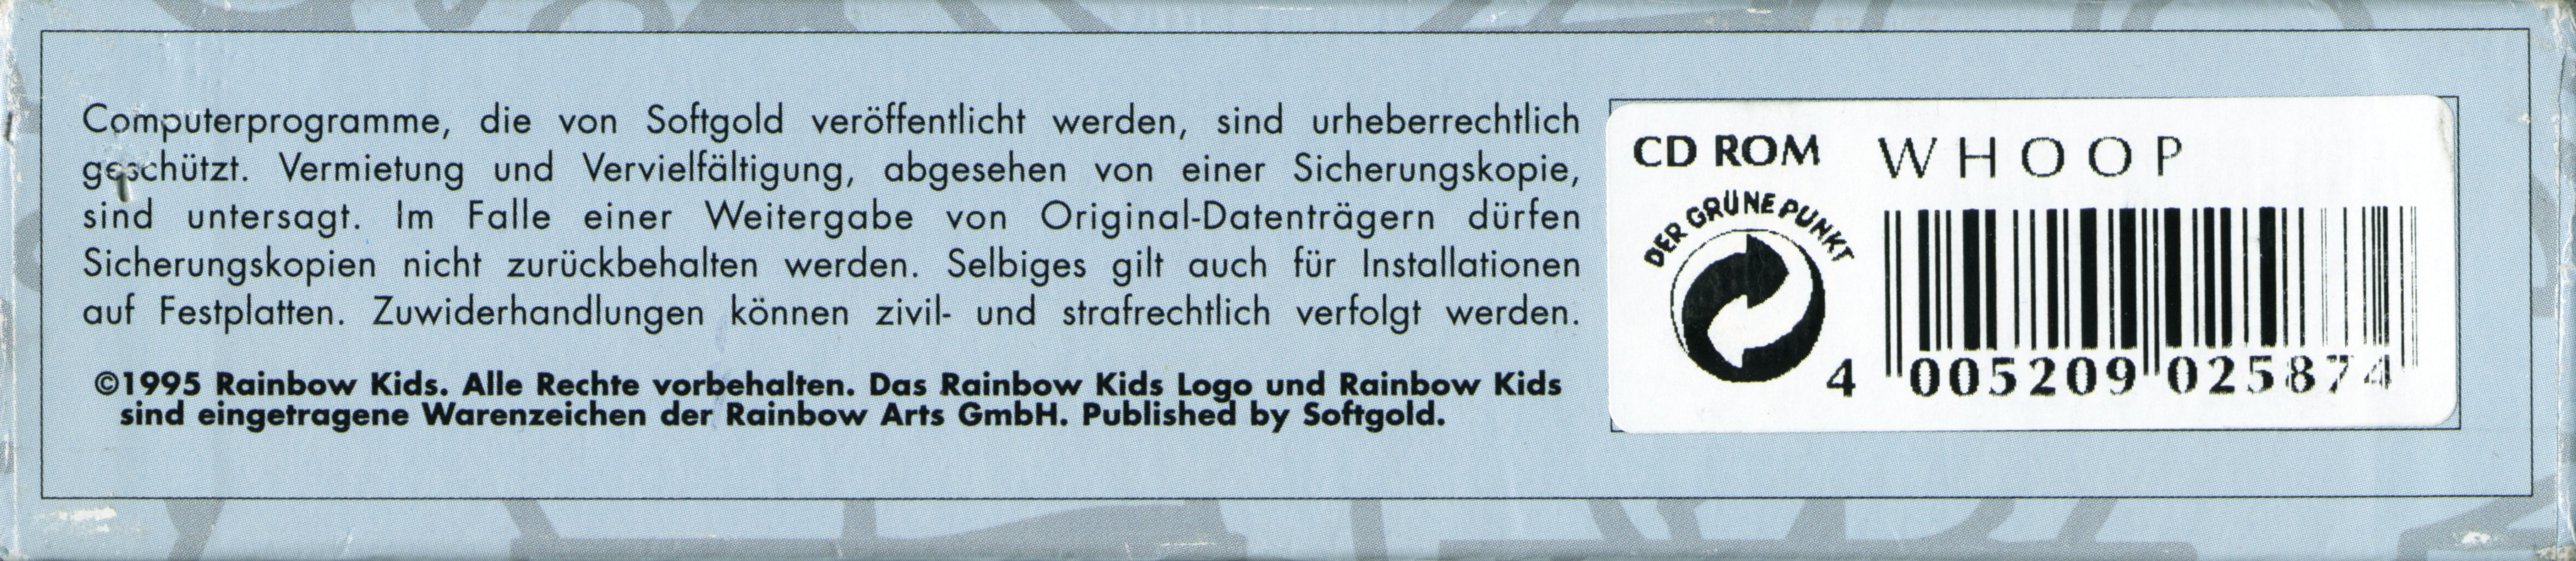 Computerprogramme, die von Softgold veröffentlicht werden, sind urheberrechtlich
geschützt. Vermietung und Vervielfältigung, abgesehen von einer Sicherungskopie,
sind untersagt. Im Falle einer Weitergabe von Original-Datenträgern dürfen
Sicherungskopien nicht zurückbehalten werden. Selbiges gilt auch für Installationen
auf Festplatten. Zuwiderhandlungen können zivil- und strafrechtlich verfolgt werden.
©1995 Rainbow Kids. Alle Rechte vorbehalten. Das Rainbow Kids Logo und Rainbow Kids
sind eingetragene Warenzeichen der Rainbow Arts GmbH. Published by Softgold.
CD ROM WHOOP
DER GRÜNE PUNKT
4 005209 025874